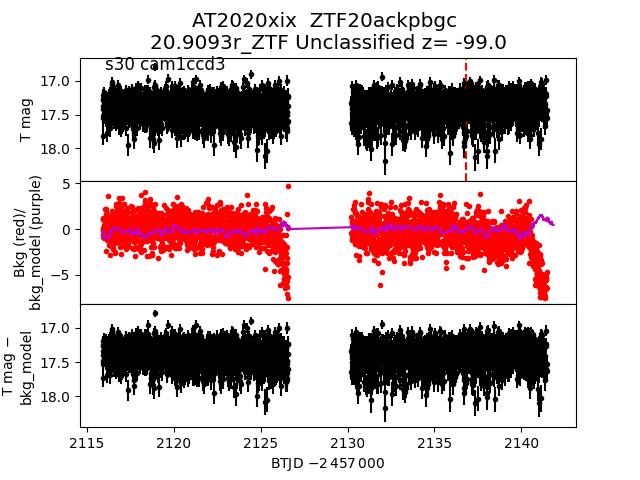 AT2020xix  ZTF20ackpbgc
20.9093r_ZTF Unclassified z= -99.0
s30 cam1ccd3
17.0
17.5
18.0
T mag
5
0
−5
Bkg (red)/
bkg_model (purple)
17.0
17.5
18.0
T mag −
bkg_model
2115 2120 2125 2130 2135 2140
BTJD −2 457 000